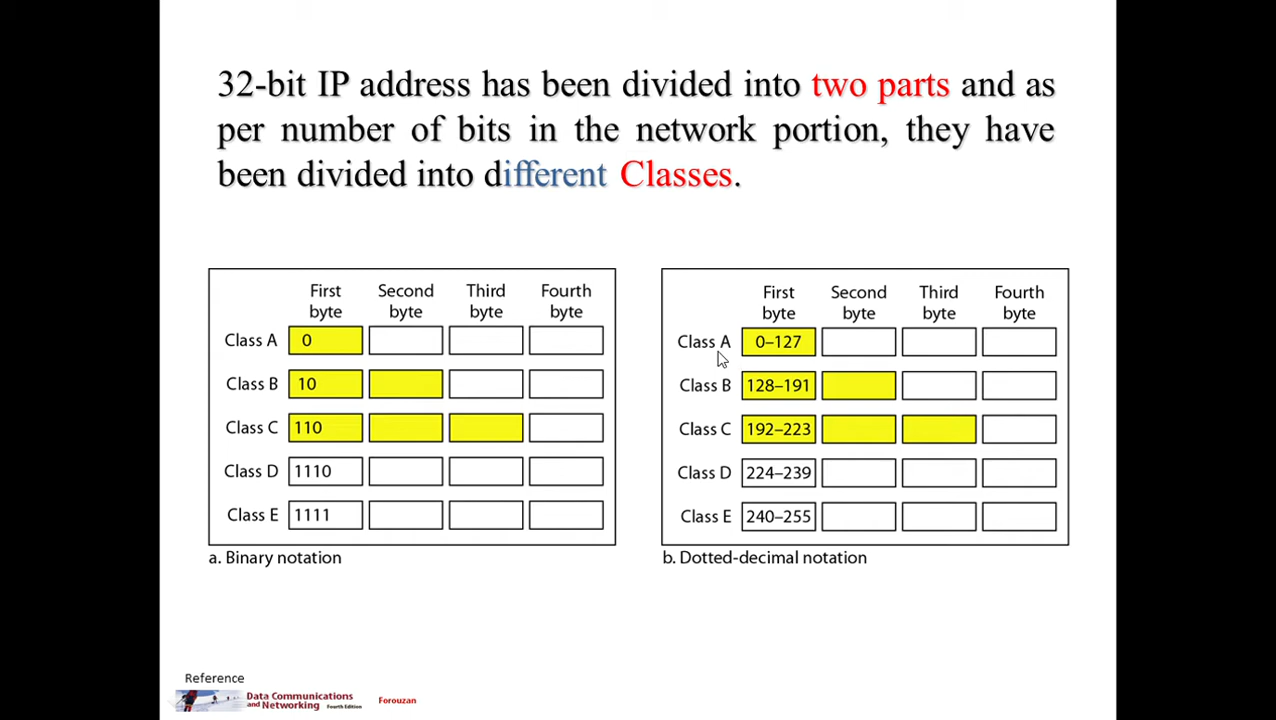 32-bit IP address has been divided into two parts and as
per number of bits in the network portion, they have
been divided into different Classes.
First byte Second byte Third byte Fourth byte
Class A 0
Class B 10
Class C 110
Class D 1110
Class E 1111
a. Binary notation
First byte Second byte Third byte Fourth byte
Class A 0–127
Class B 128–191
Class C 192–223
Class D 224–239
Class E 240–255
b. Dotted-decimal notation
Reference
Data Communications
and Networking Fourth Edition
Forouzan